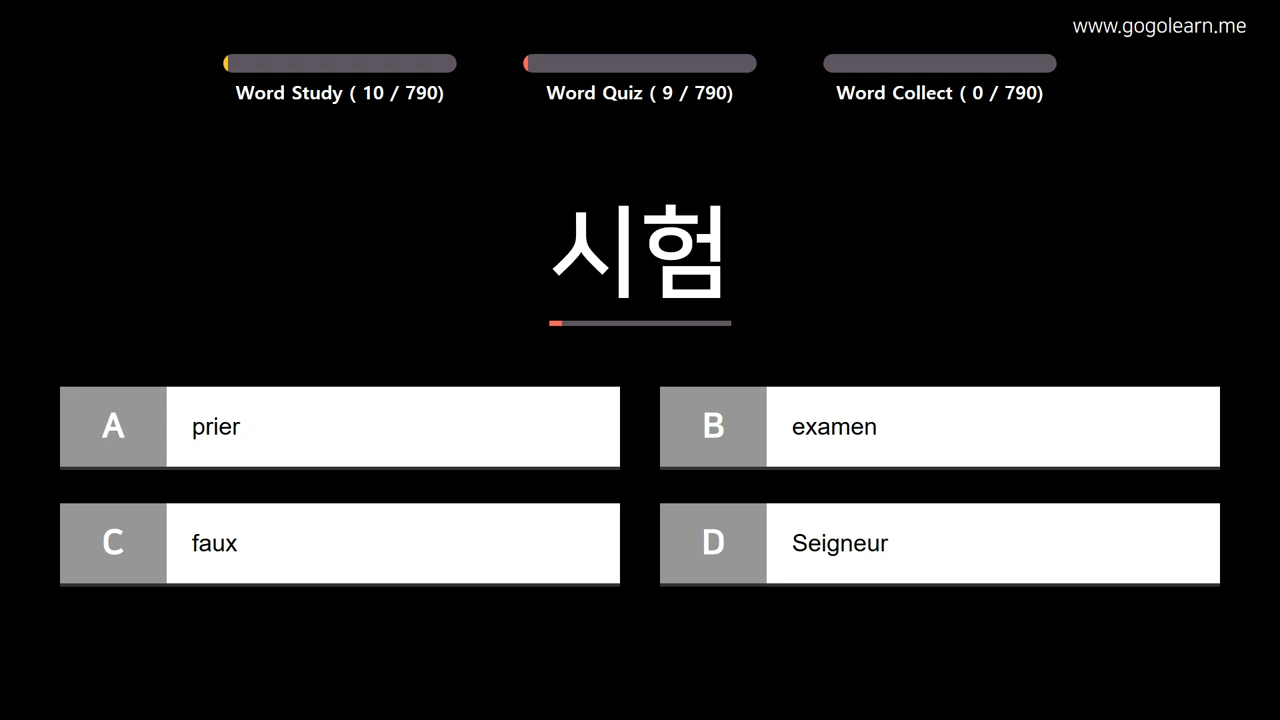 www.gogolearn.me
Word Study ( 10 / 790)
Word Quiz ( 9 / 790)
Word Collect ( 0 / 790)
시험
A prier
B examen
C faux
D Seigneur